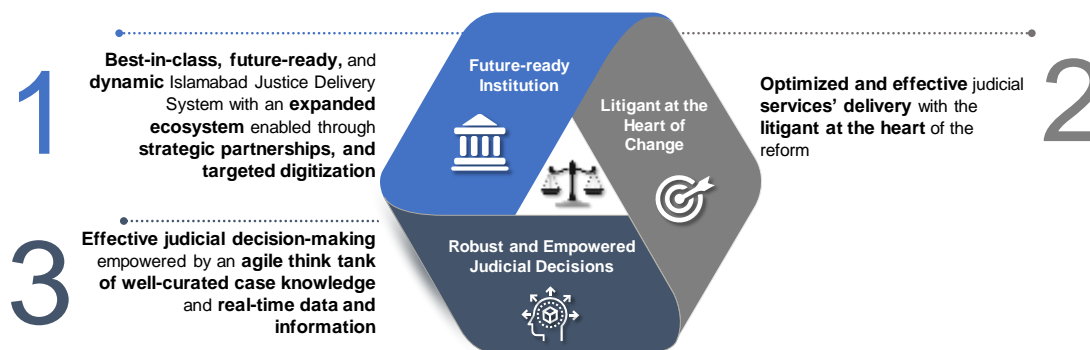 1
Best-in-class, future-ready, and
dynamic Islamabad Justice Delivery
System with an expanded
ecosystem enabled through
strategic partnerships, and
targeted digitization
Future-ready
Institution
Litigant at the
Heart of
Change
Optimized and effective judicial
services’ delivery with the
litigant at the heart of the
reform
2
3
Effective judicial decision-making
empowered by an agile think tank
of well-curated case knowledge
and real-time data and
information
Robust and Empowered
Judicial Decisions